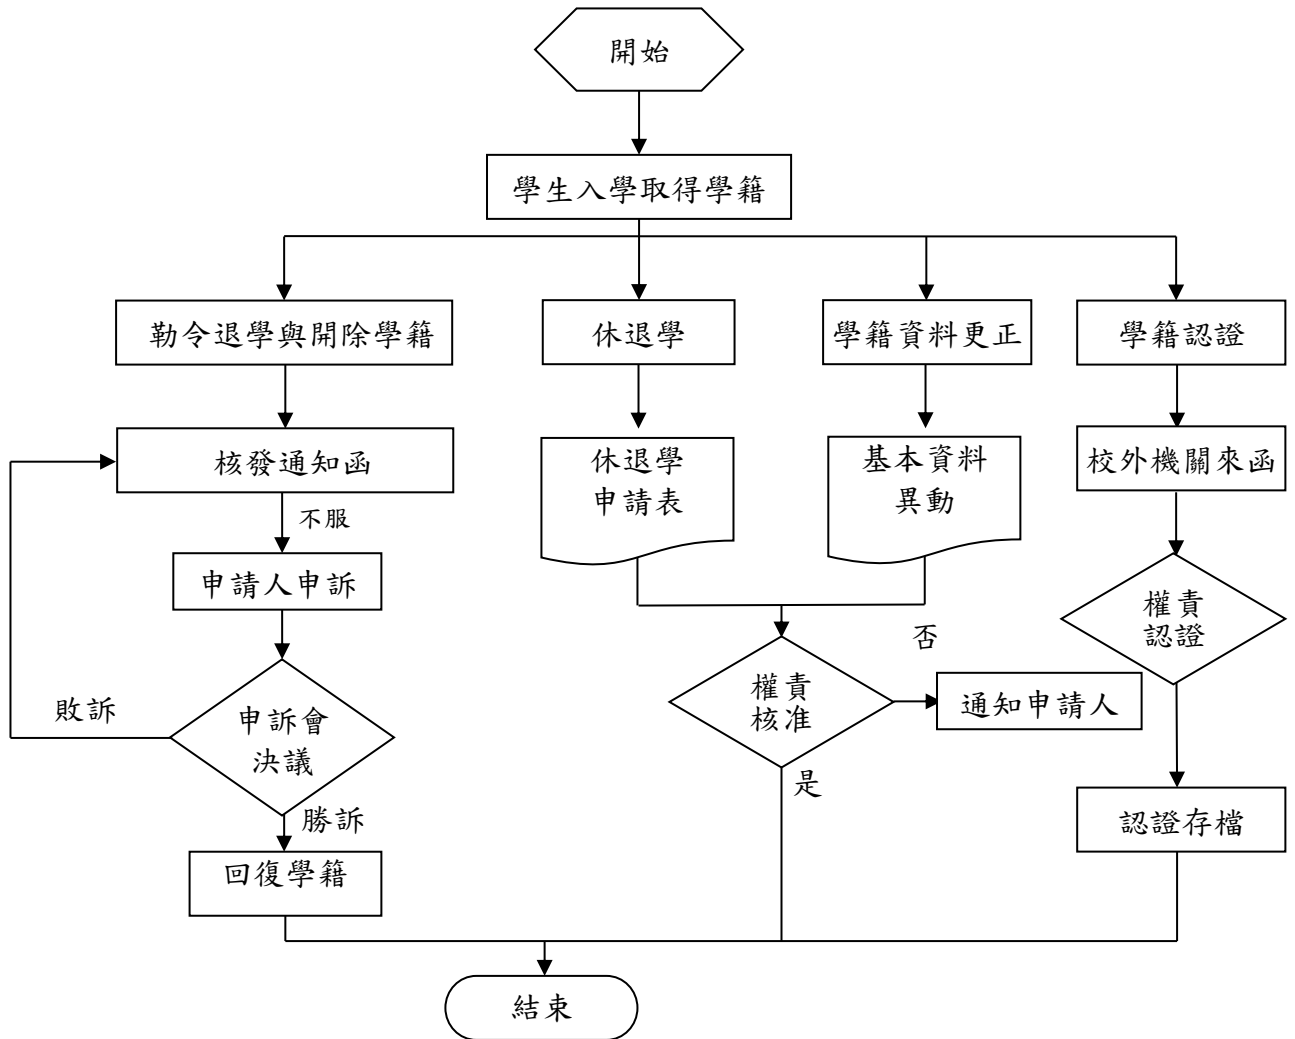 開始
學生入學取得學籍
勒令退學與開除學籍
休退學
學籍資料更正
學籍認證
核發通知函
休退學
申請表
基本資料
異動
校外機關來函
不服
申請人申訴
權責
認證
否
權責
核准
通知申請人
敗訴
申訴會
決議
是
勝訴
認證存檔
回復學籍
結束